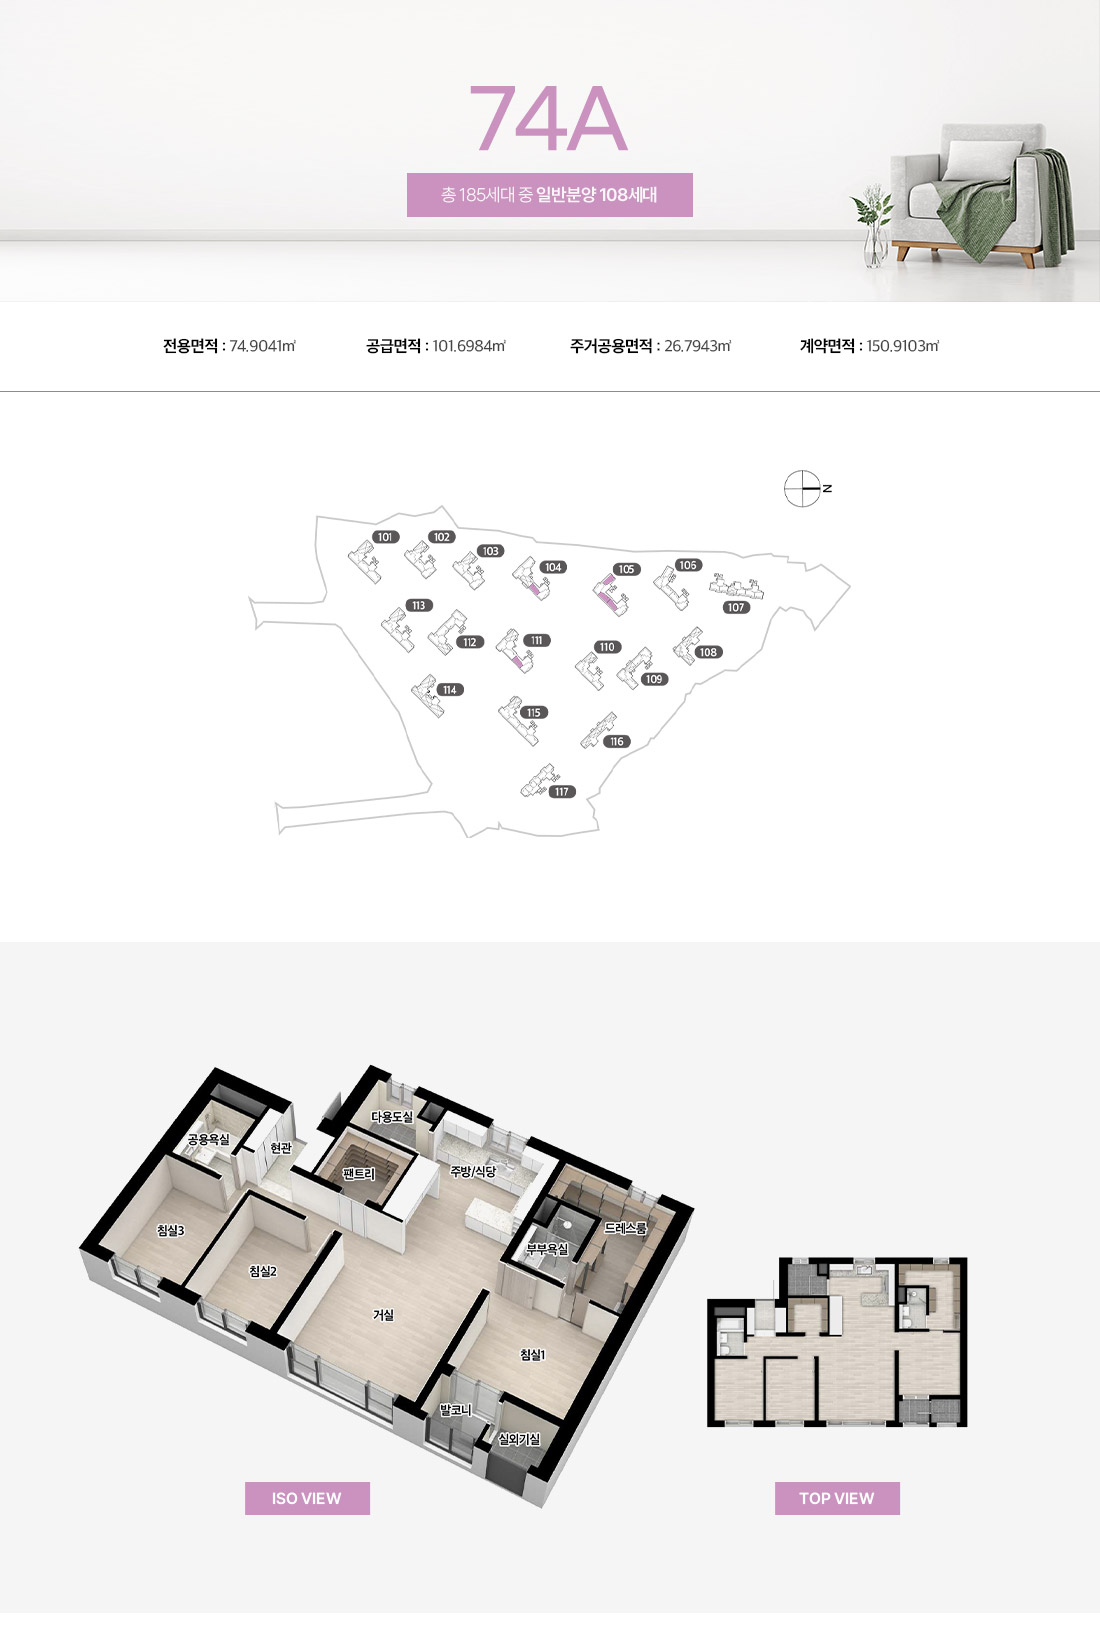 74A
총 185세대 중 일반분양 108세대
전용면적 : 74.9041㎡ 공급면적 : 101.6984㎡ 주거공용면적 : 26.7943㎡ 계약면적 : 150.9103㎡
N
101
102
103
104
105
106
107
113
112
111
110
109
108
114
115
116
117
다용도실
공용욕실
현관
팬트리
주방/식당
드레스룸
부부욕실
침실3
침실2
거실
침실1
발코니
실외기실
ISO VIEW
TOP VIEW